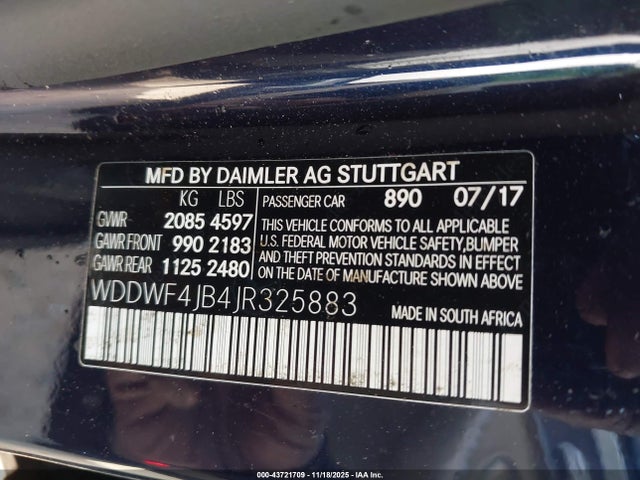 MFD BY DAIMLER AG STUTTGART
KG LBS
GVWR 2085 4597
GAWR FRONT 990 2183
GAWR REAR 1125 2480
PASSENGER CAR 890 07/17
THIS VEHICLE CONFORMS TO ALL APPLICABLE
U.S. FEDERAL MOTOR VEHICLE SAFETY, BUMPER
AND THEFT PREVENTION STANDARDS IN EFFECT
ON DATE OF MANUFACTURE SHOWN ABOVE
WDDWF4JB4JR325883
MADE IN SOUTH AFRICA
00-43721709 - 11/18/2025 - IAA Inc.